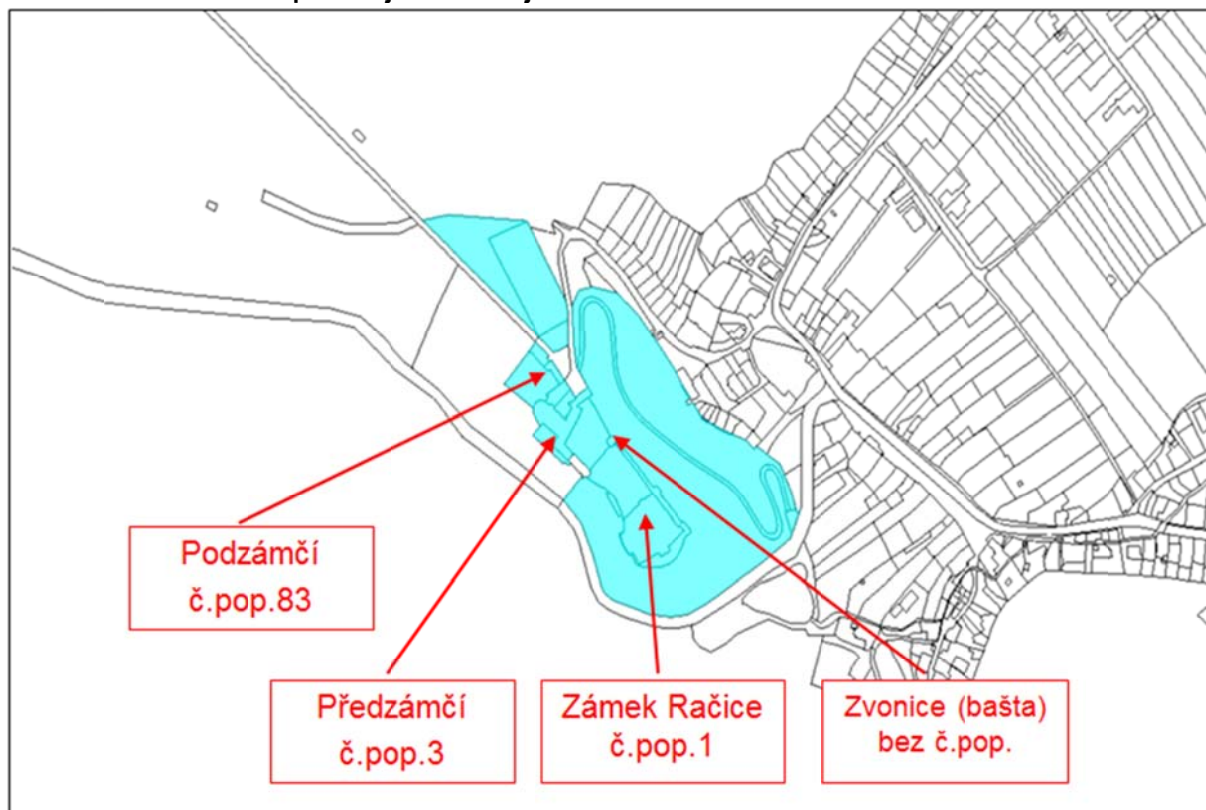 Podzámčí
č.pop.83
Předzámčí
č.pop.3
Zámek Račice
č.pop.1
Zvonice (bašta)
bez č.pop.